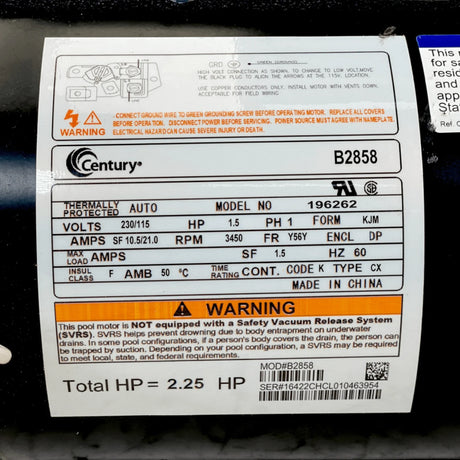 GRD
GREEN (GROUND)
HIGH VOLT CONNECTION AS SHOWN. TO CHANGE TO LOW VOLT. MOVE
THE BLACK TRACER LEAD TO ARROWS AT THE 115V. LOCATION.
USE COPPER CONDUCTORS ONLY. INSTALL MOTOR WITH VENTS DOWN.
ACCEPTABLE FOR FIELD WIRING
CONNECT GROUND WIRE TO GREEN GROUNDING SCREW BEFORE OPERATING MOTOR. REPLACE ALL COVERS
BEFORE OPERATION. DISCONNECT POWER BEFORE SERVICING. POWER SOURCE MUST AGREE WITH NAMEPLATE.
ELECTRICAL HAZARD CAN CAUSE SEVERE INJURY OR DEATH.
Century®
B2858
THERMALLY PROTECTED AUTO MODEL NO 196262
VOLTS 230/115 HP 1.5 PH 1 FORM KJM
AMPS SF 10.5/21.0 RPM 3450 FR Y56Y ENCL DP
MAX LOAD AMPS SF 1.5 HZ 60
INSUL CLASS F AMB 50 °C TIME RATING CONT. CODE K TYPE CX
MADE IN CHINA
WARNING
This pool motor is NOT equipped with a Safety Vacuum Release System
(SVRS). SVRS helps prevent drowning due to body entrapment on underwater
drains. In some pool configurations, if a person's body covers the drain, the person can
be trapped by suction. Depending on your pool configuration, a SVRS may be required
to meet local, state, and federal requirements.
Total HP = 2.25 HP
MOD#B2858
SER#16422CHCL010463954
This
for sa
resid
and
app
Stat
Ref. C